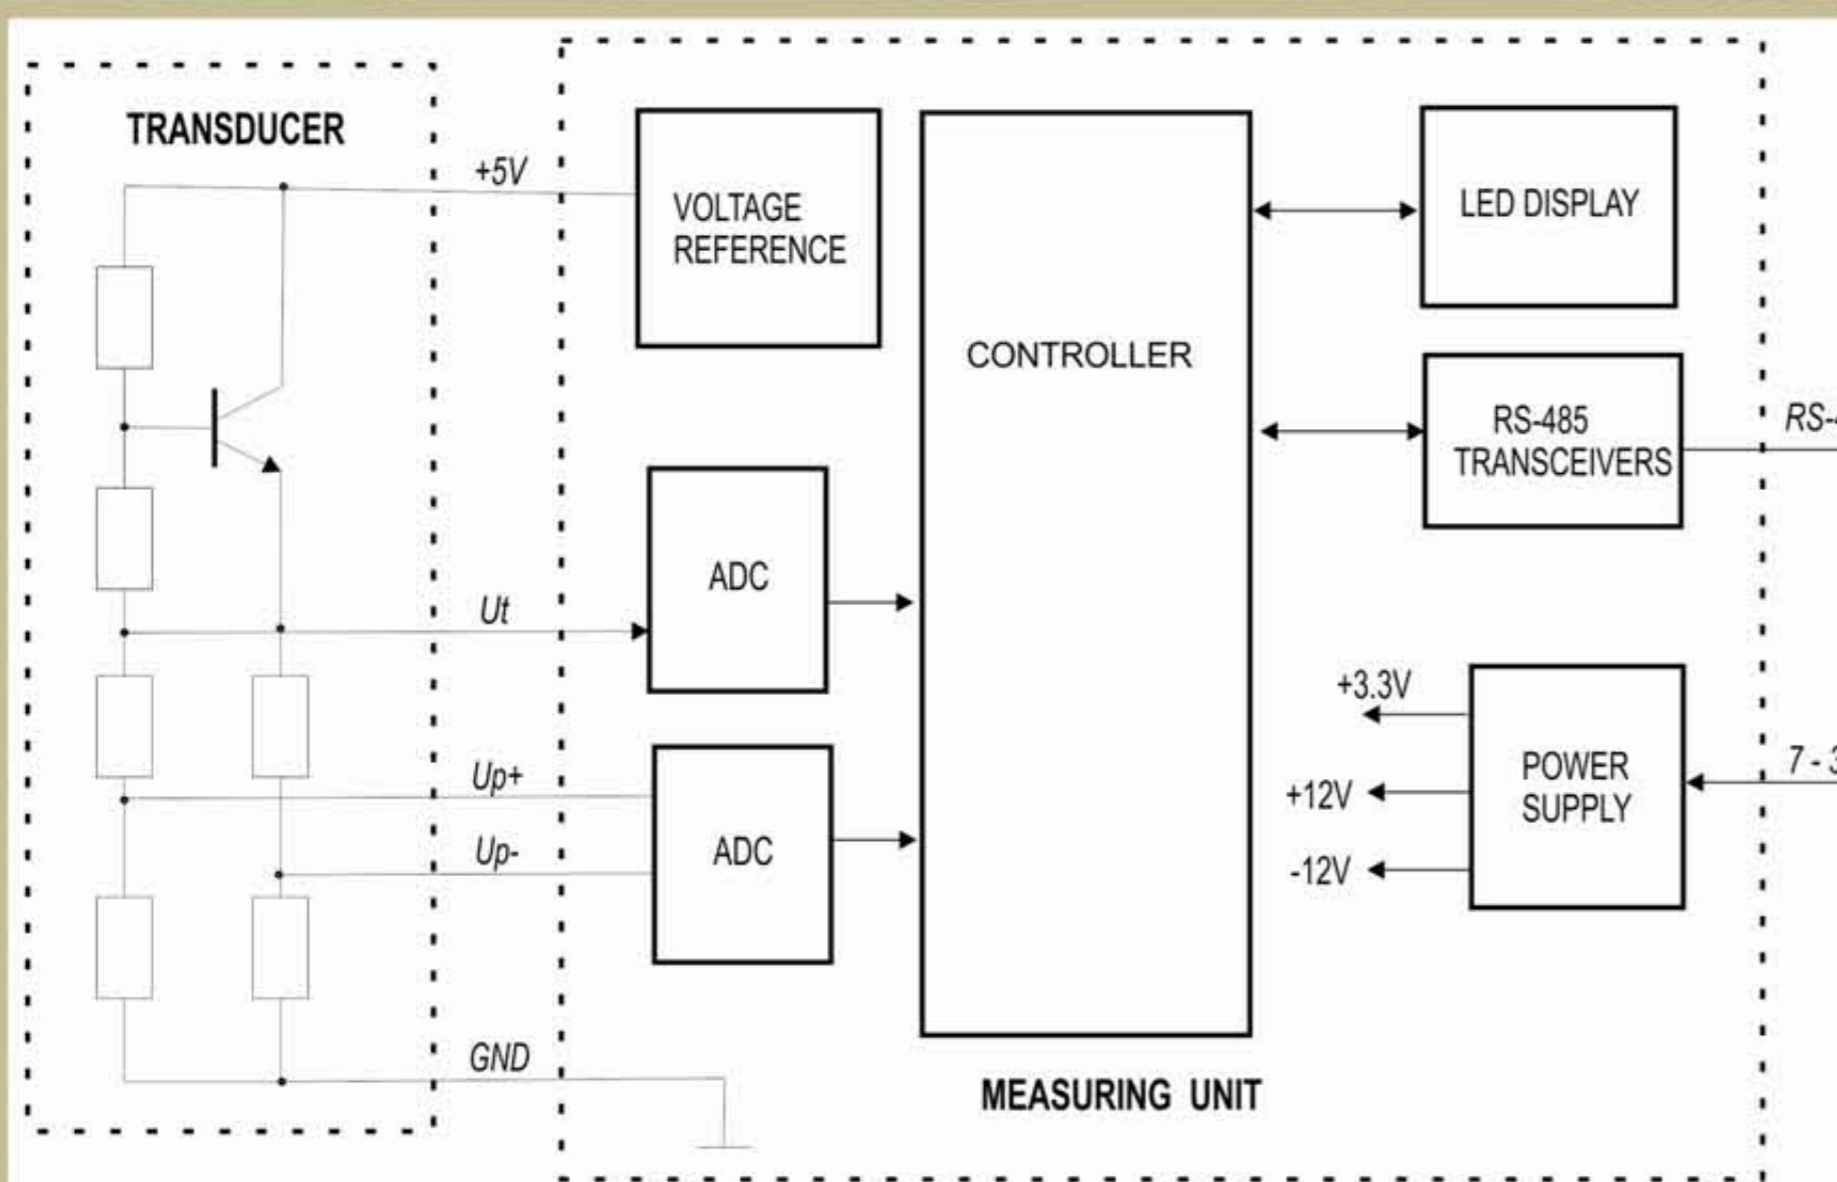 TRANSDUCER
+5V
VOLTAGE
REFERENCE
CONTROLLER
LED DISPLAY
RS-485
TRANSCEIVERS
ADC
Ut
+3.3V
+12V
-12V
POWER
SUPPLY
Up+
Up-
ADC
GND
MEASURING UNIT